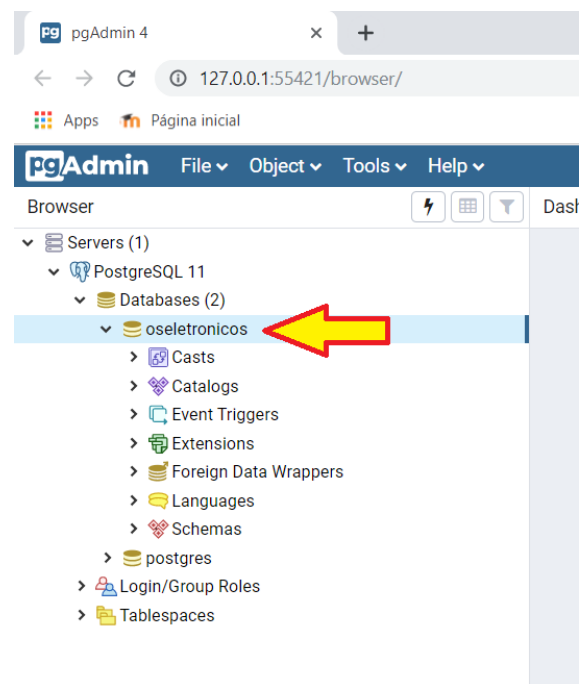 pgAdmin 4
127.0.0.1:55421/browser/
Apps Página inicial
pgAdmin File Object Tools Help
Browser Dash
Servers (1)
PostgreSQL 11
Databases (2)
oseletronicos
Casts
Catalogs
Event Triggers
Extensions
Foreign Data Wrappers
Languages
Schemas
postgres
Login/Group Roles
Tablespaces